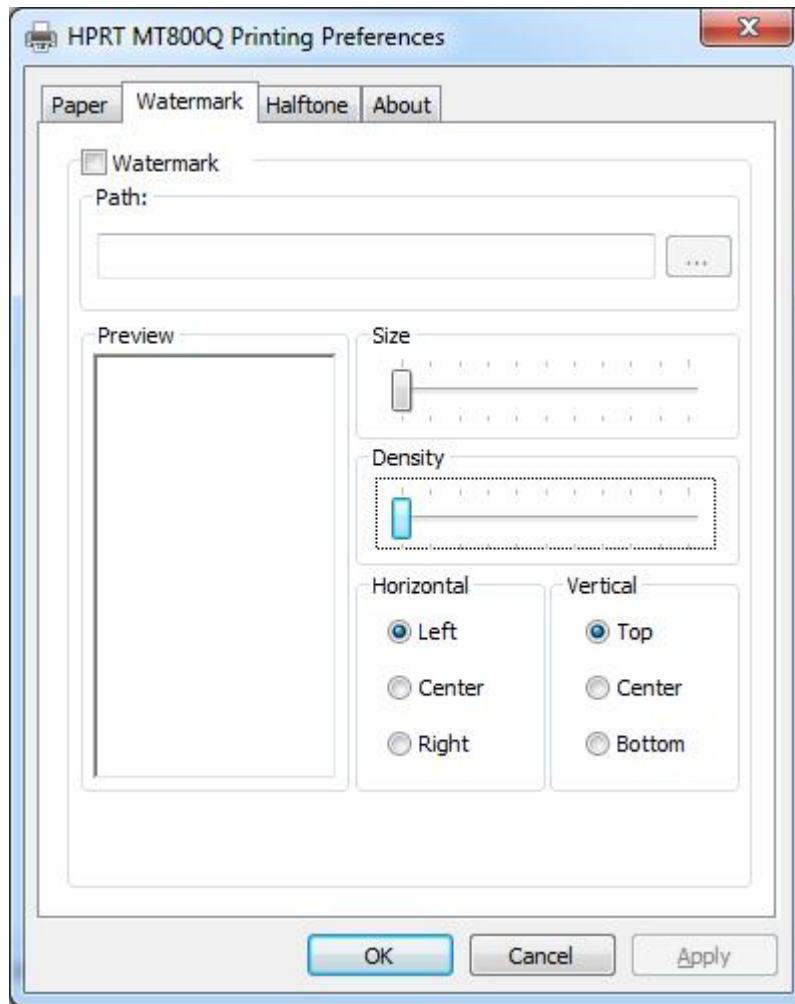 HPRT MT800Q Printing Preferences
Paper Watermark Halftone About
Watermark
Path:
...
Preview Size
Density
Horizontal Vertical
Left Top
Center Center
Right Bottom
OK Cancel Apply